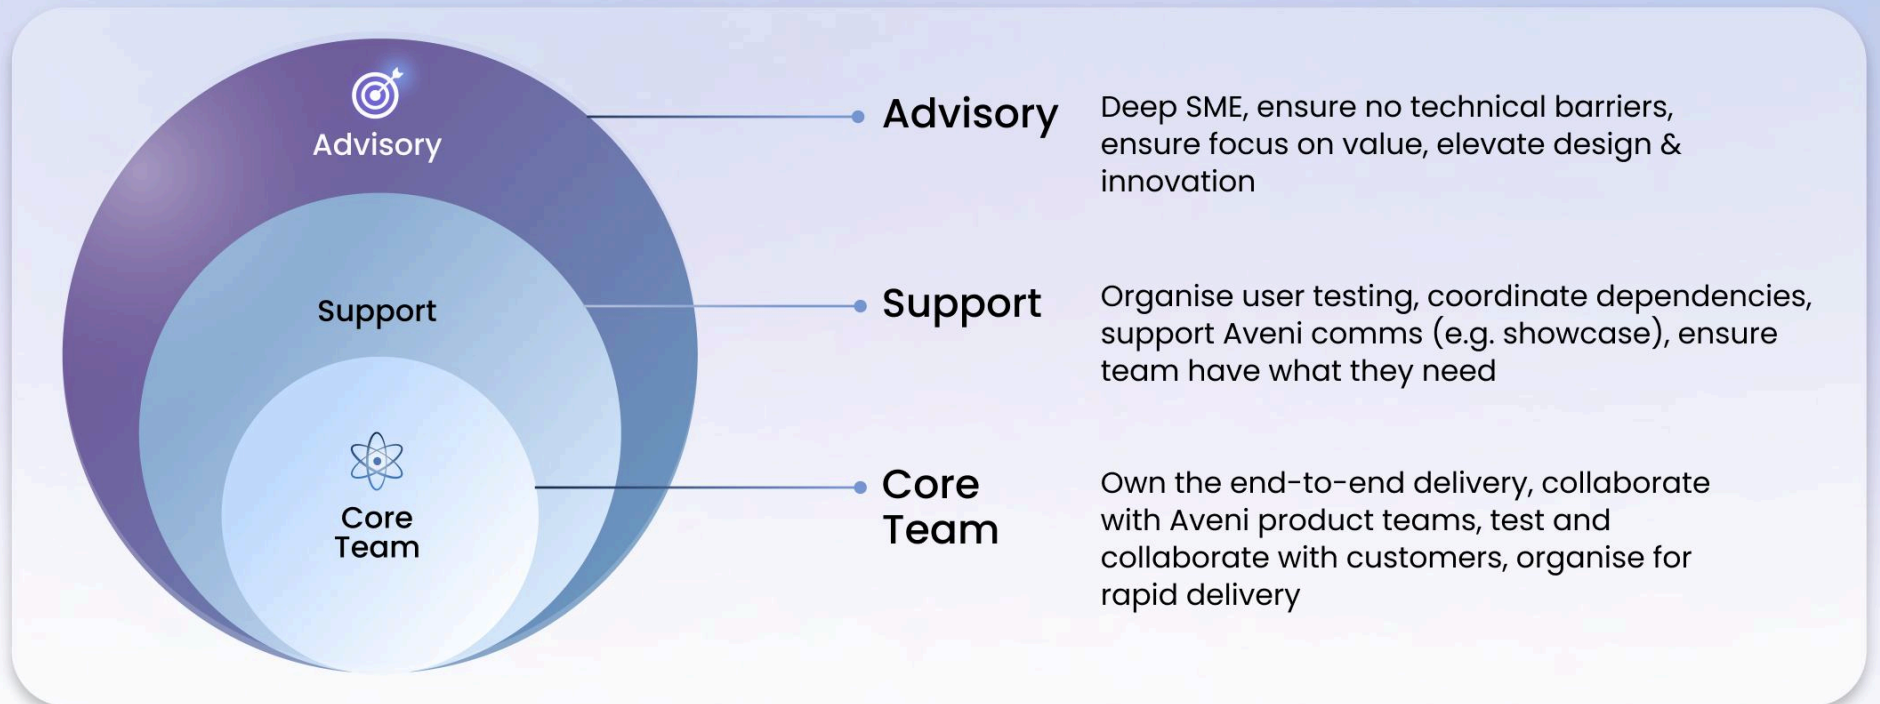 Advisory
Support
Core
Team
Advisory
Deep SME, ensure no technical barriers,
ensure focus on value, elevate design &
innovation
Support
Organise user testing, coordinate dependencies,
support Aveni comms (e.g. showcase), ensure
team have what they need
Core
Team
Own the end-to-end delivery, collaborate
with Aveni product teams, test and
collaborate with customers, organise for
rapid delivery